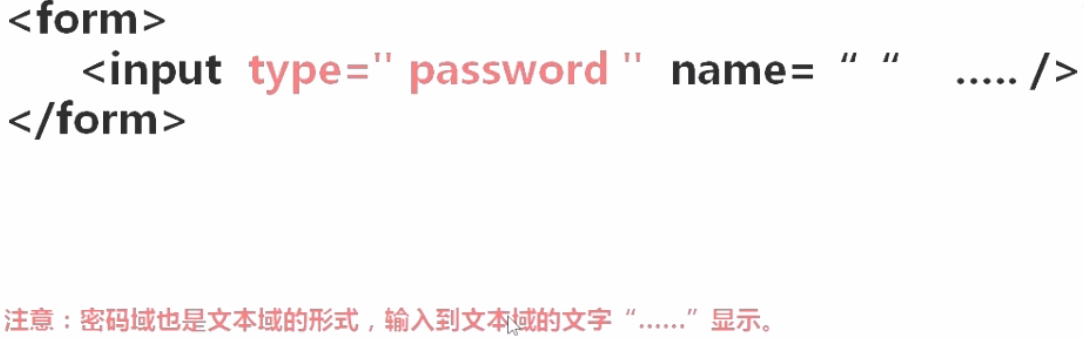 <form>
<input type=" password " name= “ “ ..... />
</form>
注意：密码域也是文本域的形式，输入到文本域的文字“……”显示。